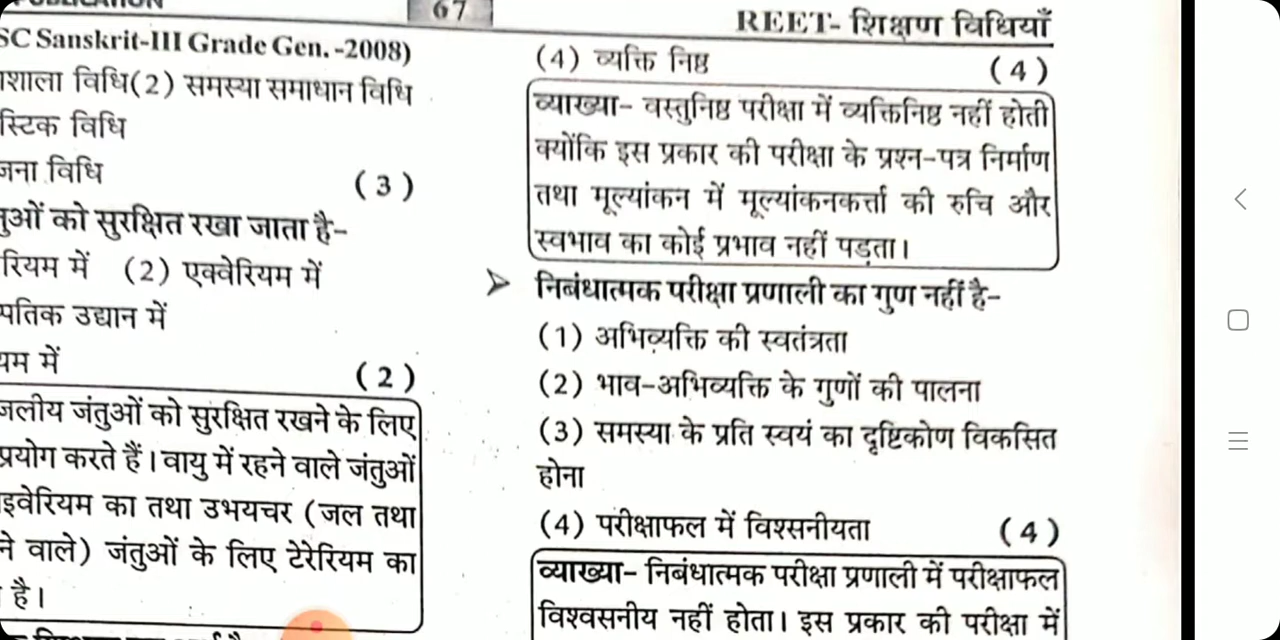 PUBLICATION
67
REET- शिक्षण विधियाँ
SC Sanskrit-III Grade Gen. -2008)
शाला विधि(2) समस्या समाधान विधि
स्टिक विधि
जना विधि (3)
तुओं को सुरक्षित रखा जाता है-
रियम में (2) एक्वेरियम में
पतिक उद्यान में
यम में (2)
जलीय जंतुओं को सुरक्षित रखने के लिए
प्रयोग करते हैं। वायु में रहने वाले जंतुओं
इवेरियम का तथा उभयचर (जल तथा
ने वाले) जंतुओं के लिए टेरेरियम का
है।
(4) व्यक्ति निष्ठ (4)
व्याख्या- वस्तुनिष्ठ परीक्षा में व्यक्तिनिष्ठ नहीं होती
क्योंकि इस प्रकार की परीक्षा के प्रश्न-पत्र निर्माण
तथा मूल्यांकन में मूल्यांकनकर्त्ता की रुचि और
स्वभाव का कोई प्रभाव नहीं पड़ता।
➤ निबंधात्मक परीक्षा प्रणाली का गुण नहीं है-
(1) अभिव्यक्ति की स्वतंत्रता
(2) भाव-अभिव्यक्ति के गुणों की पालना
(3) समस्या के प्रति स्वयं का दृष्टिकोण विकसित
होना
(4) परीक्षाफल में विश्सनीयता (4)
व्याख्या- निबंधात्मक परीक्षा प्रणाली में परीक्षाफल
विश्वसनीय नहीं होता। इस प्रकार की परीक्षा में